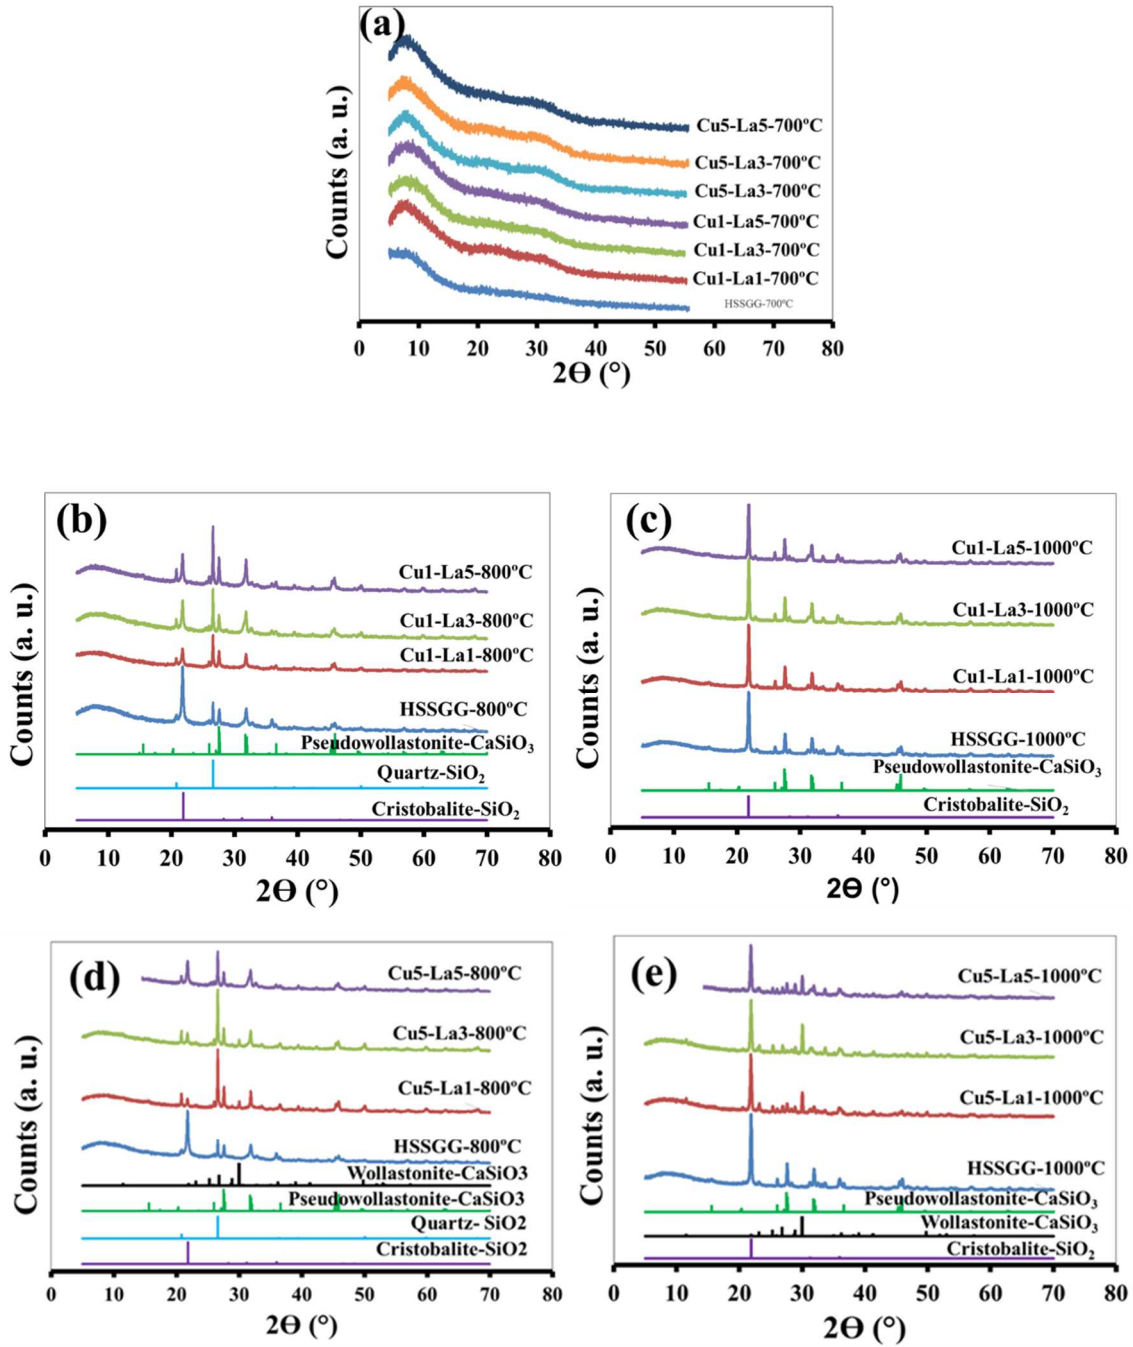 (a)
Counts (a. u.)
Cu5-La5-700ºC
Cu5-La3-700ºC
Cu5-La3-700ºC
Cu1-La5-700ºC
Cu1-La3-700ºC
Cu1-La1-700ºC
HSSGG-700ºC
0 10 20 30 40 50 60 70 80
2Ө (°)
(b)
Counts (a. u.)
Cu1-La5-800ºC
Cu1-La3-800ºC
Cu1-La1-800ºC
HSSGG-800ºC
Pseudowollastonite-CaSiO3
Quartz-SiO2
Cristobalite-SiO2
0 10 20 30 40 50 60 70 80
2Ө (°)
(c)
Counts (a. u.)
Cu1-La5-1000ºC
Cu1-La3-1000ºC
Cu1-La1-1000ºC
HSSGG-1000ºC
Pseudowollastonite-CaSiO3
Cristobalite-SiO2
0 10 20 30 40 50 60 70 80
2Ө (°)
(d)
Counts (a. u.)
Cu5-La5-800ºC
Cu5-La3-800ºC
Cu5-La1-800ºC
HSSGG-800ºC
Wollastonite-CaSiO3
Pseudowollastonite-CaSiO3
Quartz- SiO2
Cristobalite-SiO2
0 10 20 30 40 50 60 70 80
2Ө (°)
(e)
Counts (a. u.)
Cu5-La5-1000ºC
Cu5-La3-1000ºC
Cu5-La1-1000ºC
HSSGG-1000ºC
Pseudowollastonite-CaSiO3
Wollastonite-CaSiO3
Cristobalite-SiO2
0 10 20 30 40 50 60 70 80
2Ө (°)